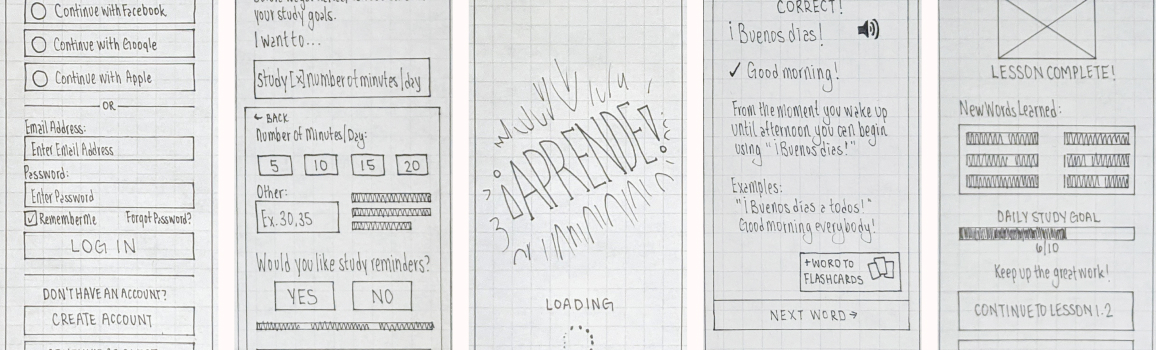 Continue with Facebook
Continue with Google
Continue with Apple
OR
Email Address:
Enter Email Address
Password:
Enter Password
Remember Me Forgot Password?
LOG IN
DON'T HAVE AN ACCOUNT?
CREATE ACCOUNT
your study goals.
I want to...
Study [x] number of minutes/day
← BACK
Number of Minutes/Day:
5 10 15 20
Other:
Ex. 30, 35
Would you like study reminders?
YES NO
¡APRENDE!
LOADING
CORRECT!
¡Buenos días!
✓ Good morning!
From the moment you wake up
until afternoon you can begin
using "¡Buenos días!"
Examples:
"¡Buenos días a todos!"
Good morning everybody!
+ WORD TO
FLASHCARDS
NEXT WORD →
LESSON COMPLETE!
New Words Learned:
DAILY STUDY GOAL
6/10
Keep up the great work!
CONTINUE TO LESSON 1.2